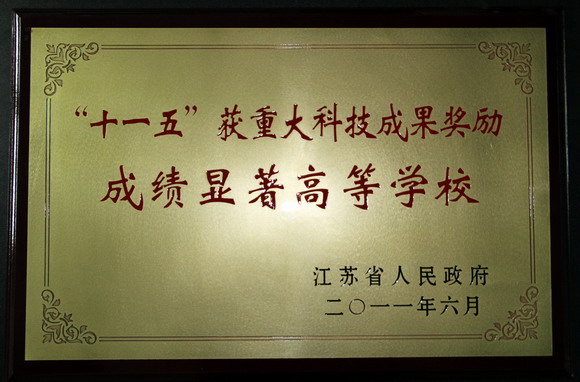 “十一五”获重大科技成果奖励
成绩显著高等学校
江苏省人民政府
二〇一一年六月